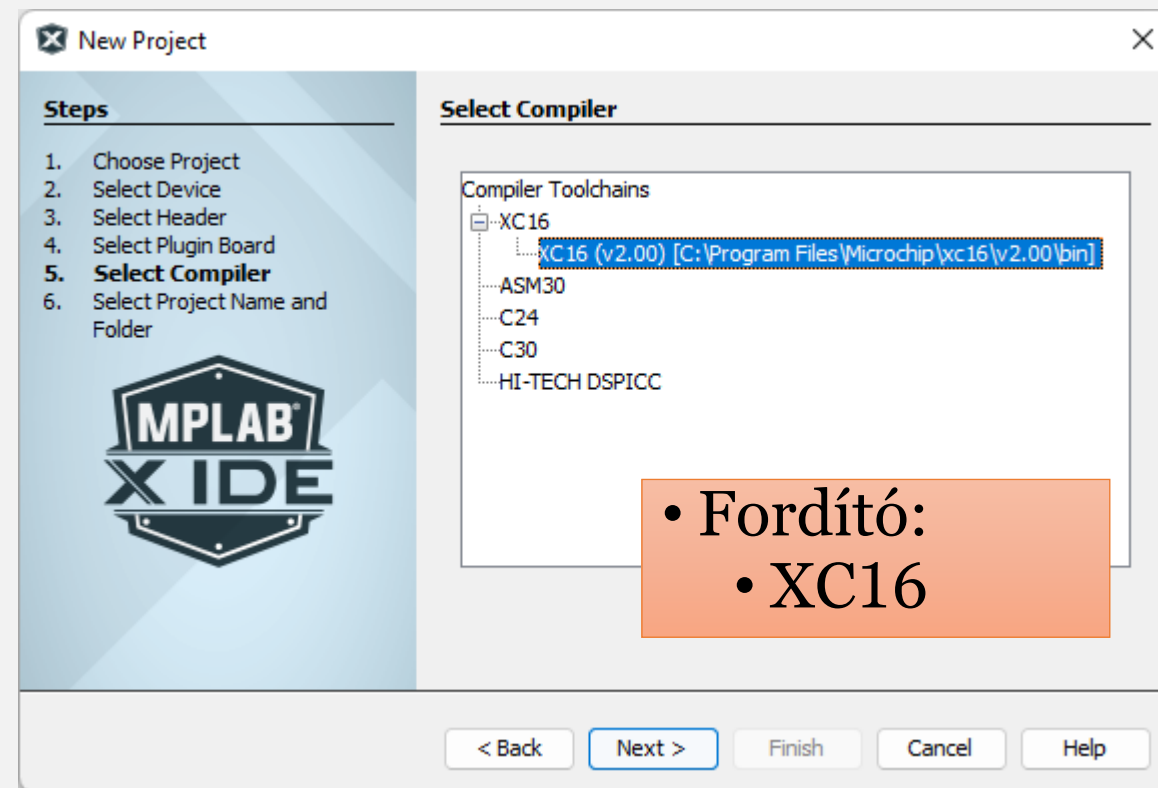 New Project
Steps
1. Choose Project
2. Select Device
3. Select Header
4. Select Plugin Board
5. Select Compiler
6. Select Project Name and
Folder
MPLAB®
X IDE
Select Compiler
Compiler Toolchains
XC16
XC16 (v2.00) [C:\Program Files\Microchip\xc16\v2.00\bin]
ASM30
C24
C30
HI-TECH DSPICC
• Fordító:
• XC16
< Back Next > Finish Cancel Help